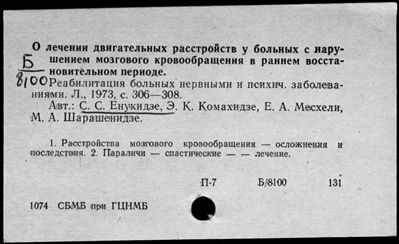 О лечении двигательных расстройств у больных с нару-
шением мозгового кровообращения в раннем восста-
новительном периоде.
Б
8100
Реабилитация больных нервными и психич. заболева-
ниями. Л., 1973, с. 306—308.
Авт.: С. С. Енукидзе, Э. К. Комахидзе, Е. А. Месхели,
М. А. Шарашенидзе.
1. Расстройства мозгового кровообращения — осложнения и
последствия. 2. Параличи — спастические — — лечение.
П-7 Б/8100 131
1074 СБМБ при ГЦНМБ